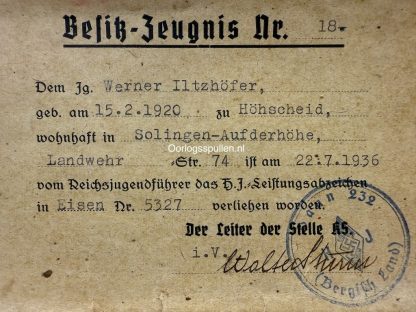 Besitz-Zeugnis Nr. 18.
Dem Jg. Werner Iltzhöfer,
geb. am 15.2.1920 zu Höhscheid,
wohnhaft in Solingen-Aufderhöhe,
Oorlogsspullen.nl
Landwehr -Str. 74 ist am 22.7.1936
vom Reichsjugendführer das H.J.-Leistungsabzeichen
in Eisen Nr. 5327 verliehen worden.
Der Leiter der Stelle KS.
i.V. Walter
232
J
(Bergisch Land)